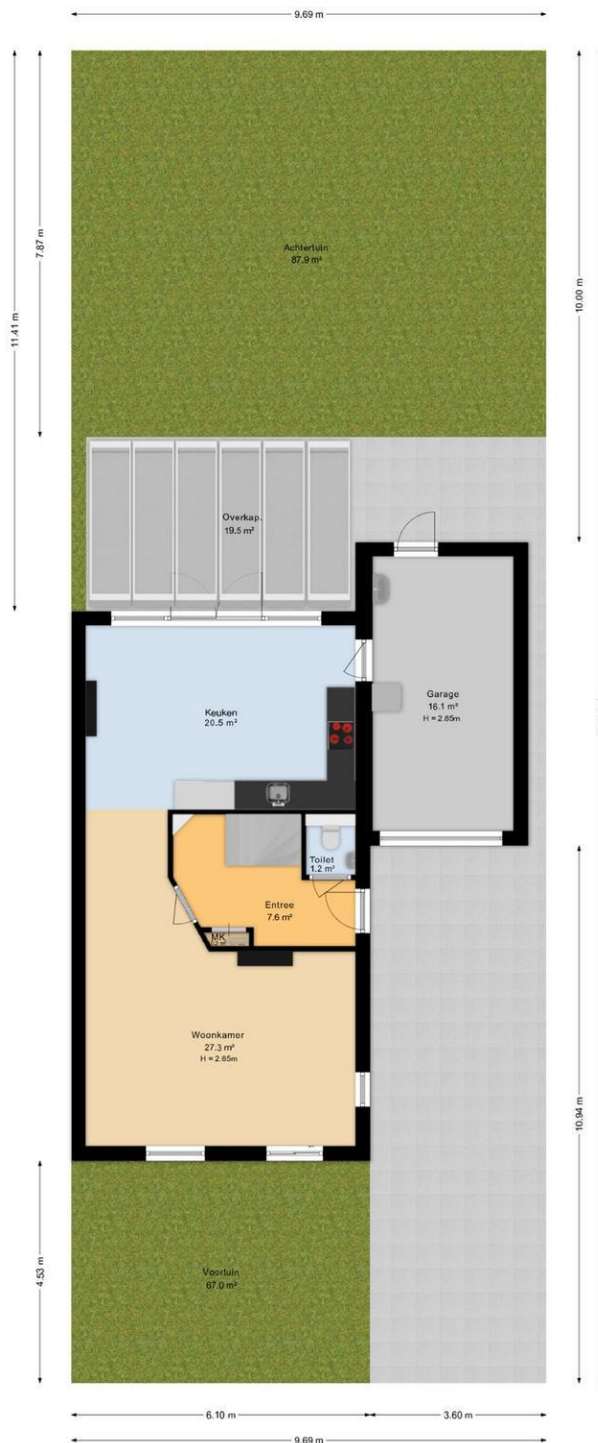 9.69 m
7.87 m
11.41 m
10.00 m
Achtertuin
87.9 m²
Overkap.
19.5 m²
Keuken
20.5 m²
Garage
16.1 m²
H = 2.85m
Toilet
1.2 m²
Entree
7.6 m²
MK
Woonkamer
27.3 m²
H = 2.65m
10.94 m
4.53 m
Voortuin
67.0 m²
6.10 m
3.60 m
9.69 m